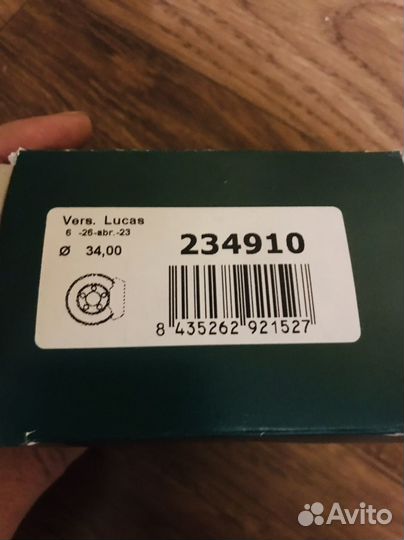 Vers. Lucas
6 -26-abr.-23
Ø 34,00
234910
8 435262 921527
Avito